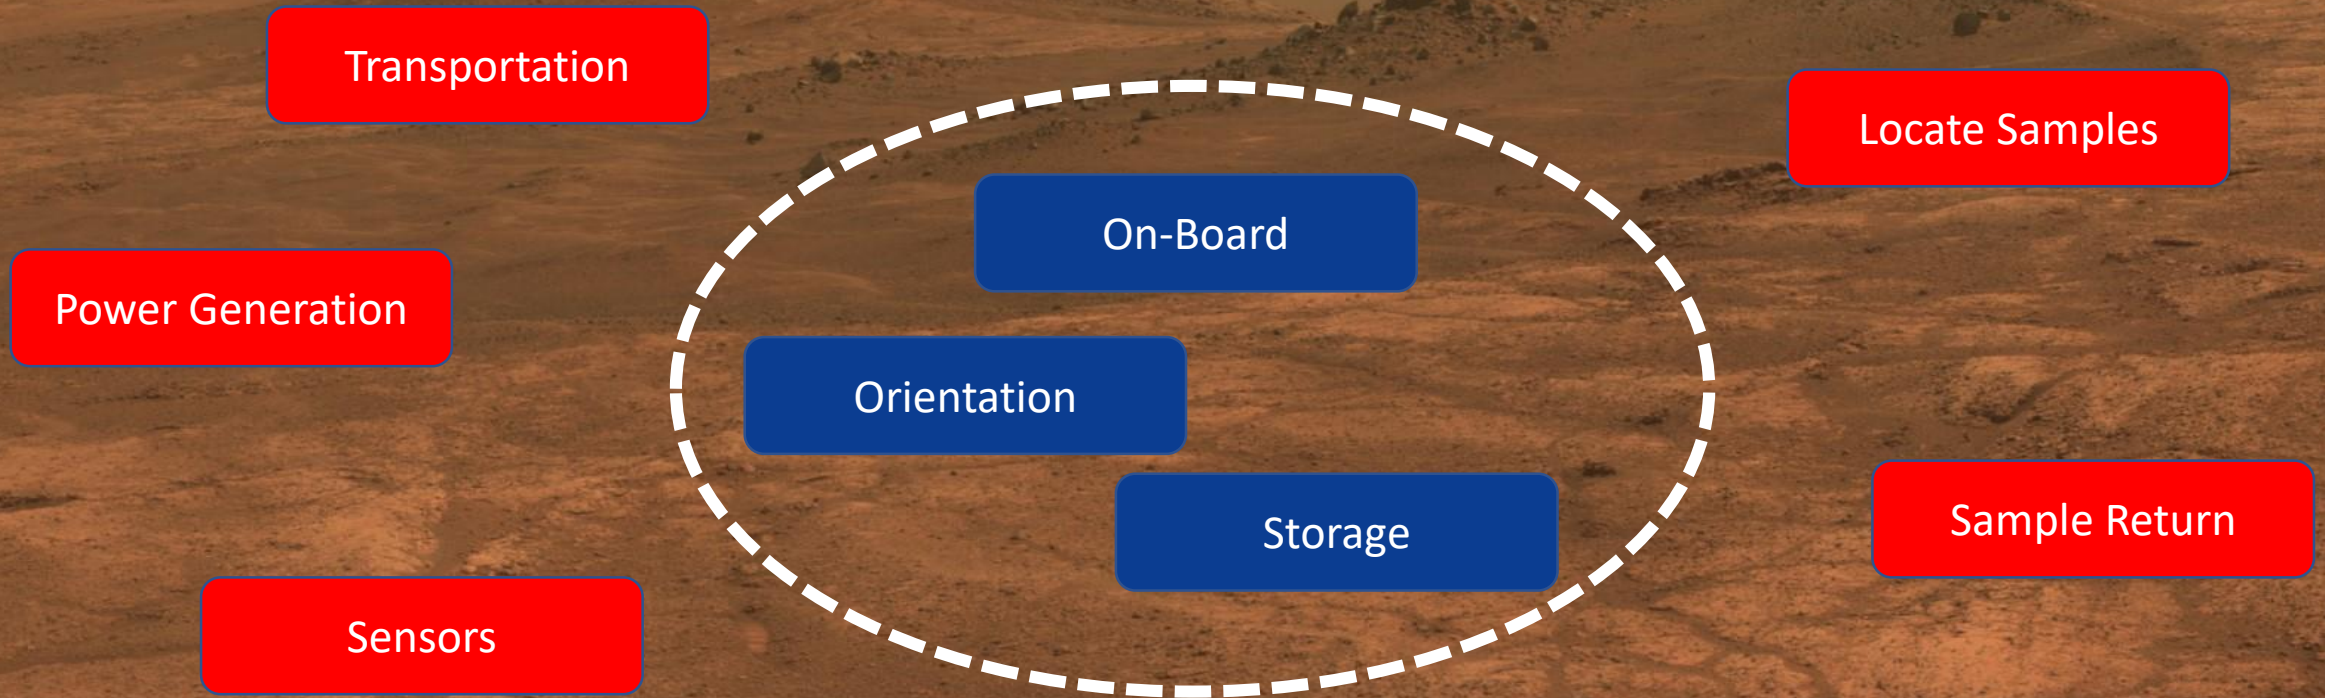 Transportation
Locate Samples
On-Board
Power Generation
Orientation
Storage
Sample Return
Sensors